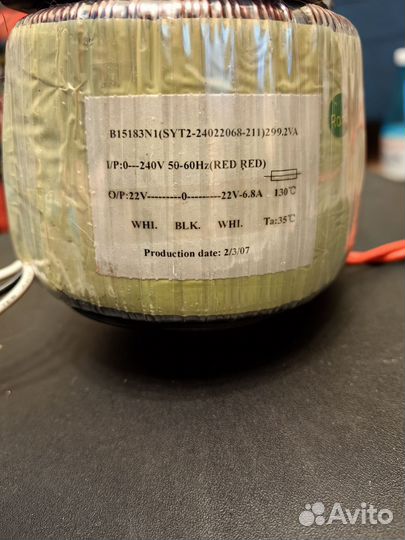 B15183N1(SYT2-24022068-211)299.2VA
I/P:0---240V 50-60Hz(RED RED)
O/P:22V---------0---------22V-6.8A 130℃
WHI. BLK. WHI. Ta:35℃
Production date: 2/3/07
Avito